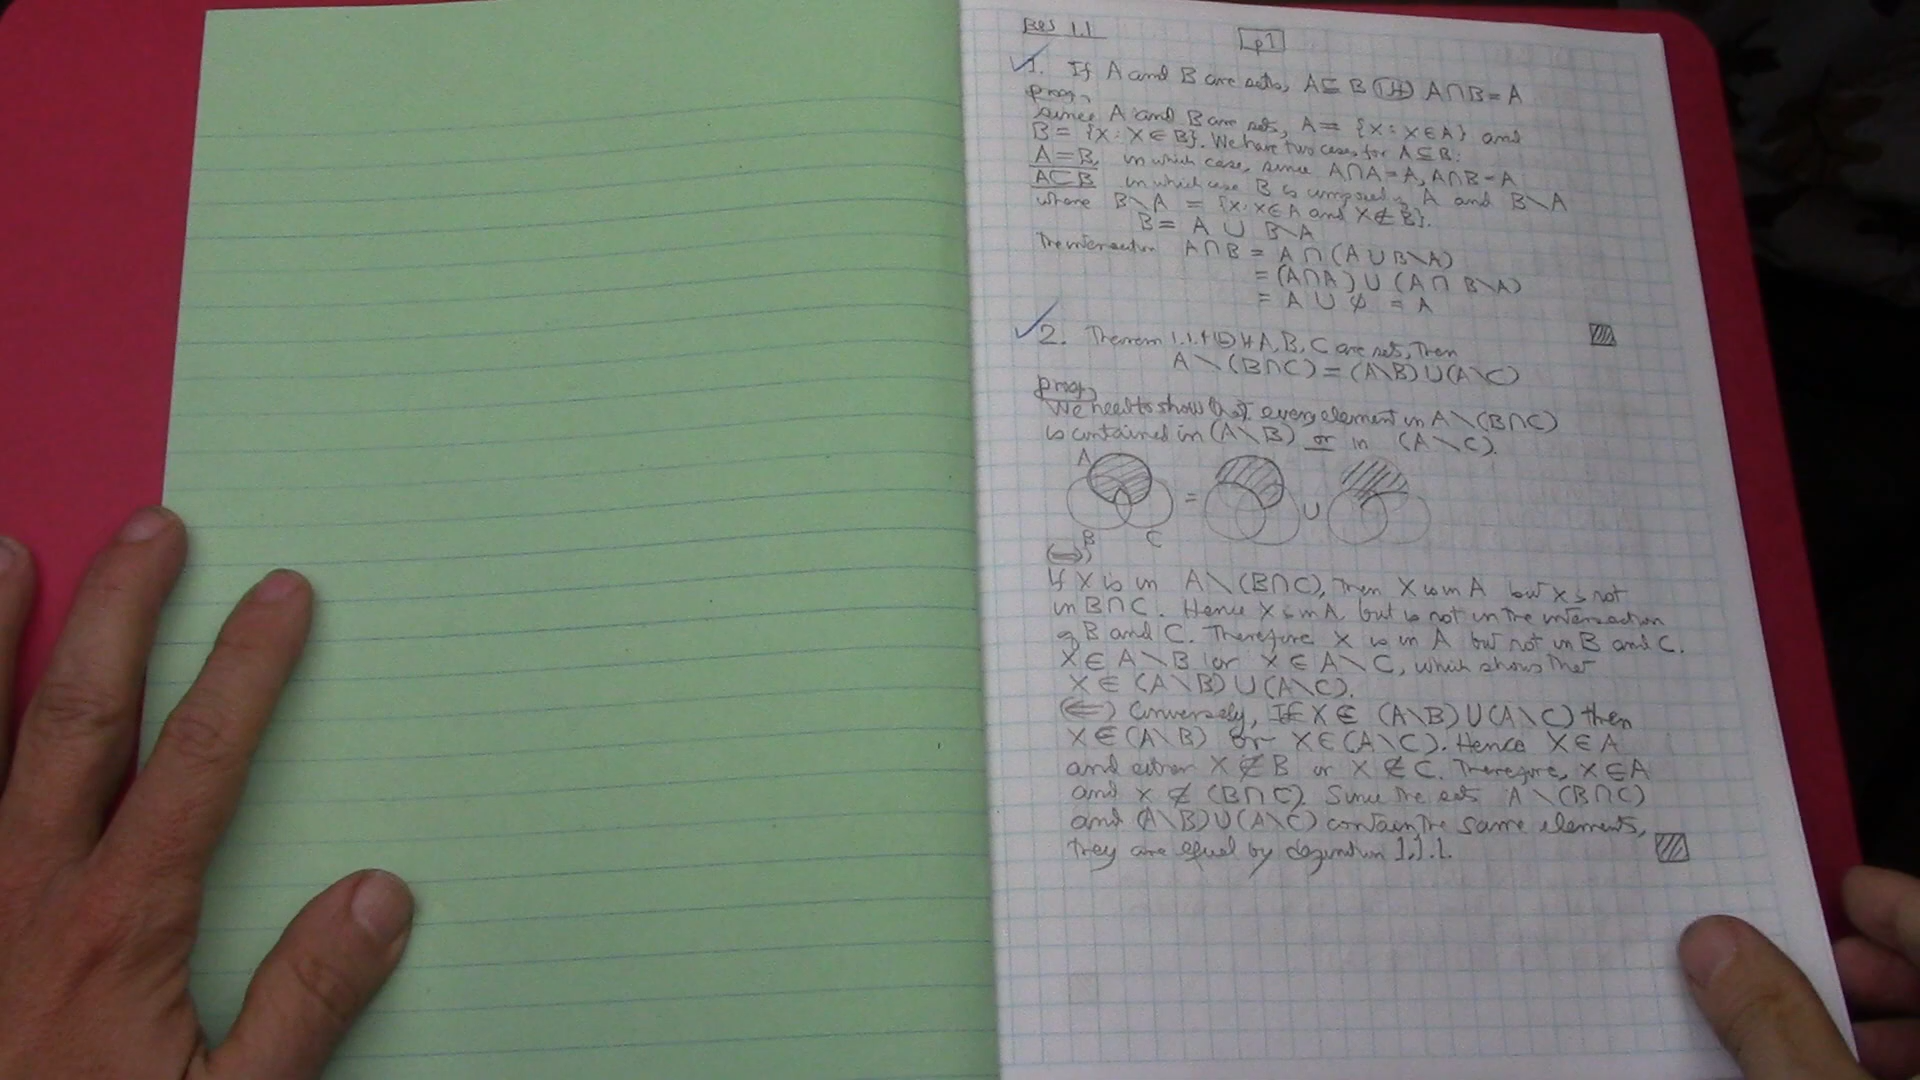 BGS 1.1
p1
1. If A and B are sets, A ⊆ B iff A∩B = A
proof,
since A and B are sets, A = {x : x ∈ A} and
B = {x : x ∈ B}. We have two cases for A ⊆ B:
A = B, in which case, since A∩A = A, A∩B = A
A ⊂ B in which case B is composed of A and B\A
where B\A = {x : x ∈ A and x ∉ B}.
B = A ∪ B\A
The intersection A∩B = A ∩ (A ∪ B\A)
= (A∩A) ∪ (A ∩ B\A)
= A ∪ ∅ = A
2. Theorem 1.1.4 (b) If A, B, C are sets, Then
A \ (B∩C) = (A\B) ∪ (A\C)
proof,
We need to show that every element in A \ (B∩C)
is contained in (A \ B) or in (A \ C).
A
= ∪
B C
(⇒)
If x is in A \ (B∩C), Then x is in A but x is not
in B∩C. Hence x is in A, but is not in the intersection
of B and C. Therefore x is in A but not in B and C.
x ∈ A \ B or x ∈ A \ C, which shows that
x ∈ (A\B) ∪ (A\C).
(⇐) Conversely, If x ∈ (A\B) ∪ (A\C) then
x ∈ (A\B) or x ∈ (A\C). Hence x ∈ A
and either x ∉ B or x ∉ C. Therefore, x ∈ A
and x ∉ (B∩C). Since the sets A \ (B∩C)
and (A\B) ∪ (A\C) contain the same elements,
they are equal by definition 1.1.1.